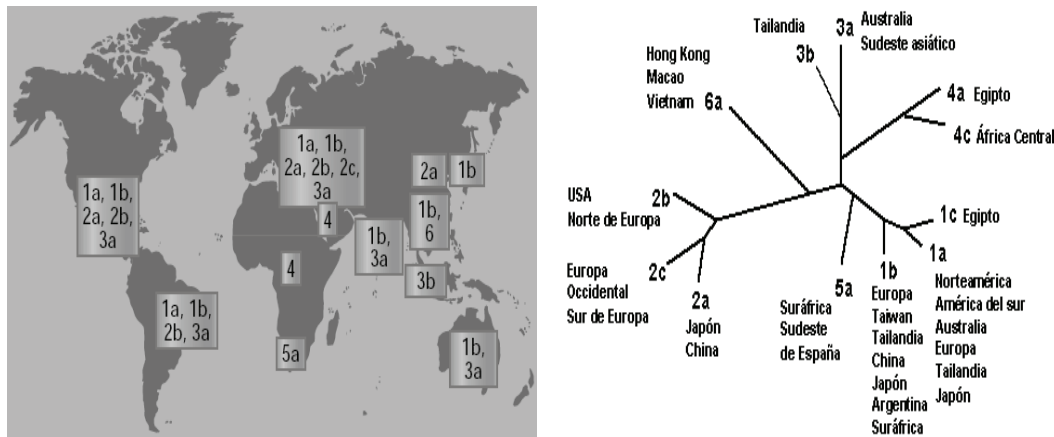 1a, 1b,
2a, 2b,
3a
1a, 1b,
2b, 3a
1a, 1b,
2a, 2b, 2c,
3a
4
4
5a
1b,
3a
2a
1b
1b,
6
3b
1b,
3a
Tailandia
3b
3a
Australia
Sudeste asiático
Hong Kong
Macao
Vietnam
6a
4a Egipto
4c África Central
USA
Norte de Europa
2b
Europa
Occidental
Sur de Europa
2c
2a
Japón
China
5a
Suráfrica
Sudeste
de España
1c Egipto
1b
Europa
Taiwan
Tailandia
China
Japón
Argentina
Suráfrica
1a
Norteamérica
América del sur
Australia
Europa
Tailandia
Japón